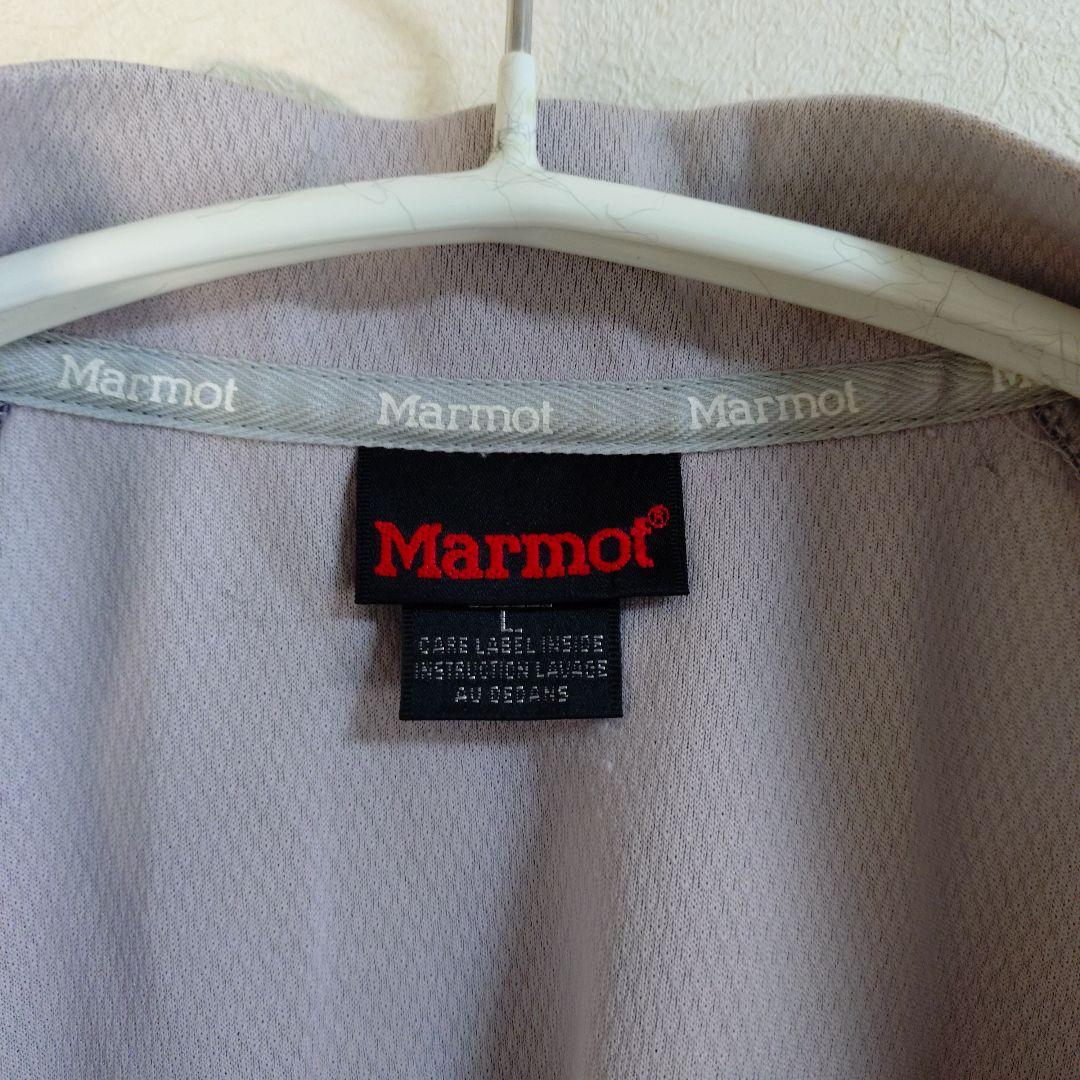 Marmot Marmot Marmot M
Marmot®
L
CARE LABEL INSIDE
INSTRUCTION LAVAGE
AU DEDANS